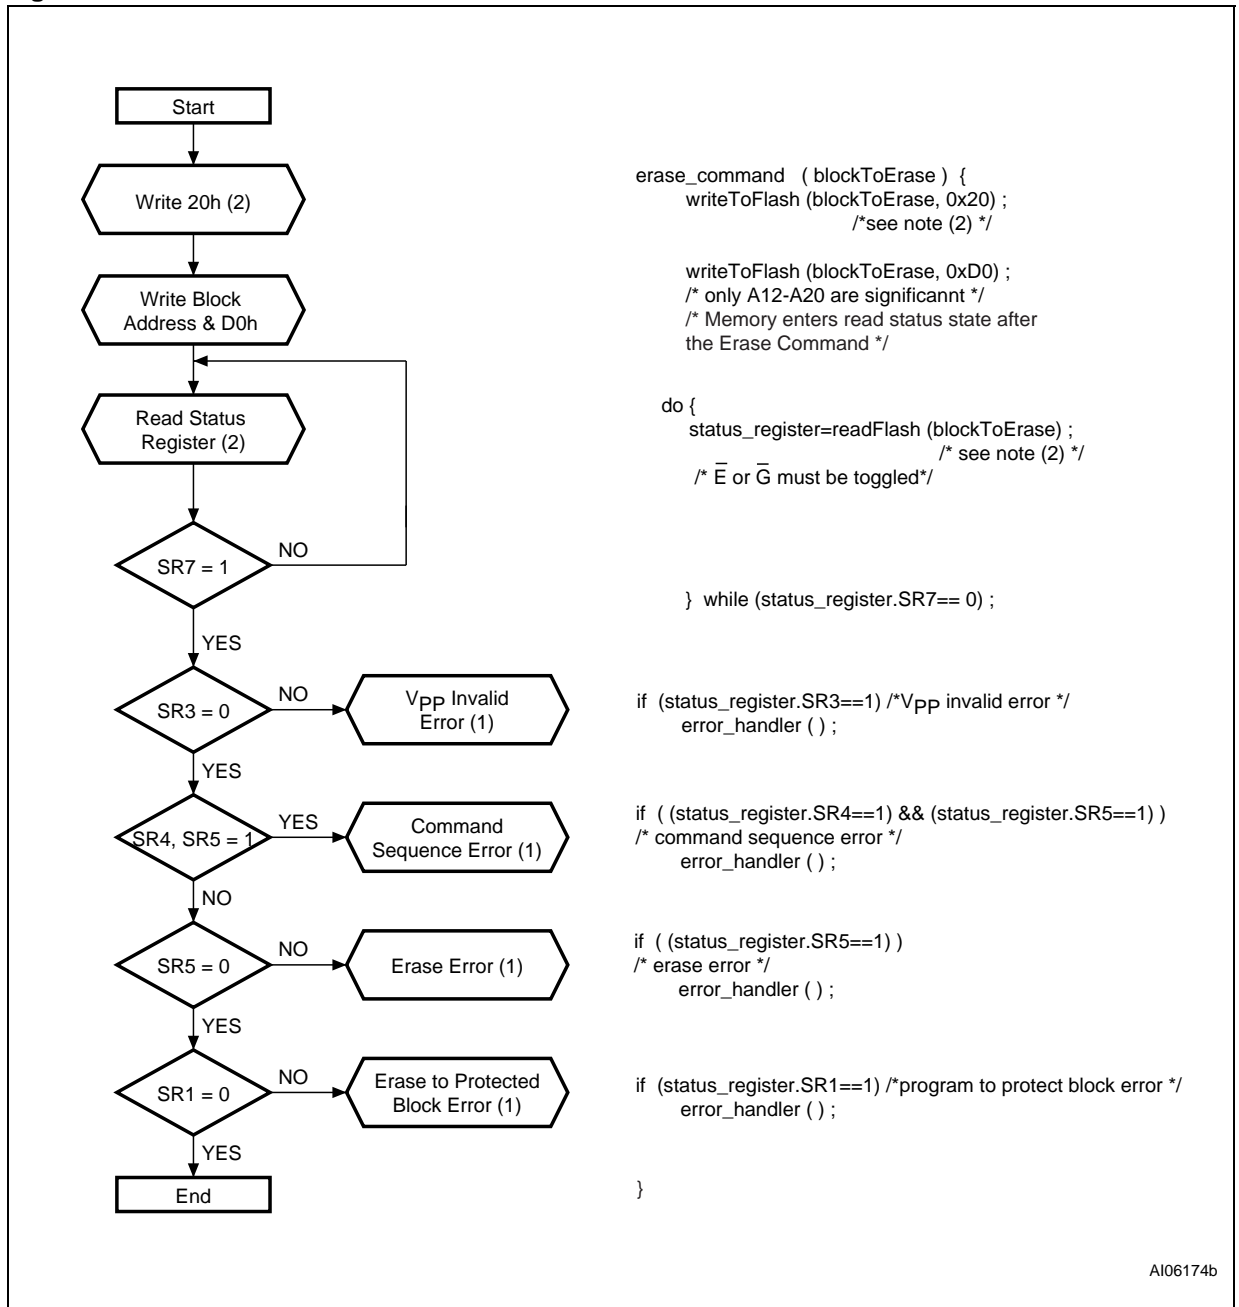 Start
Write 20h (2)
Write Block
Address & D0h
Read Status
Register (2)
SR7 = 1
NO
YES
SR3 = 0
NO
VPP Invalid
Error (1)
YES
SR4, SR5 = 1
YES
Command
Sequence Error (1)
NO
SR5 = 0
NO
Erase Error (1)
YES
SR1 = 0
NO
Erase to Protected
Block Error (1)
YES
End
erase_command ( blockToErase ) {
writeToFlash (blockToErase, 0x20) ;
/*see note (2) */
writeToFlash (blockToErase, 0xD0) ;
/* only A12-A20 are significannt */
/* Memory enters read status state after
the Erase Command */
do {
status_register=readFlash (blockToErase) ;
/* see note (2) */
/* E̅ or G̅ must be toggled*/
} while (status_register.SR7== 0) ;
if (status_register.SR3==1) /*VPP invalid error */
error_handler ( ) ;
if ( (status_register.SR4==1) && (status_register.SR5==1) )
/* command sequence error */
error_handler ( ) ;
if ( (status_register.SR5==1) )
/* erase error */
error_handler ( ) ;
if (status_register.SR1==1) /*program to protect block error */
error_handler ( ) ;
}
AI06174b